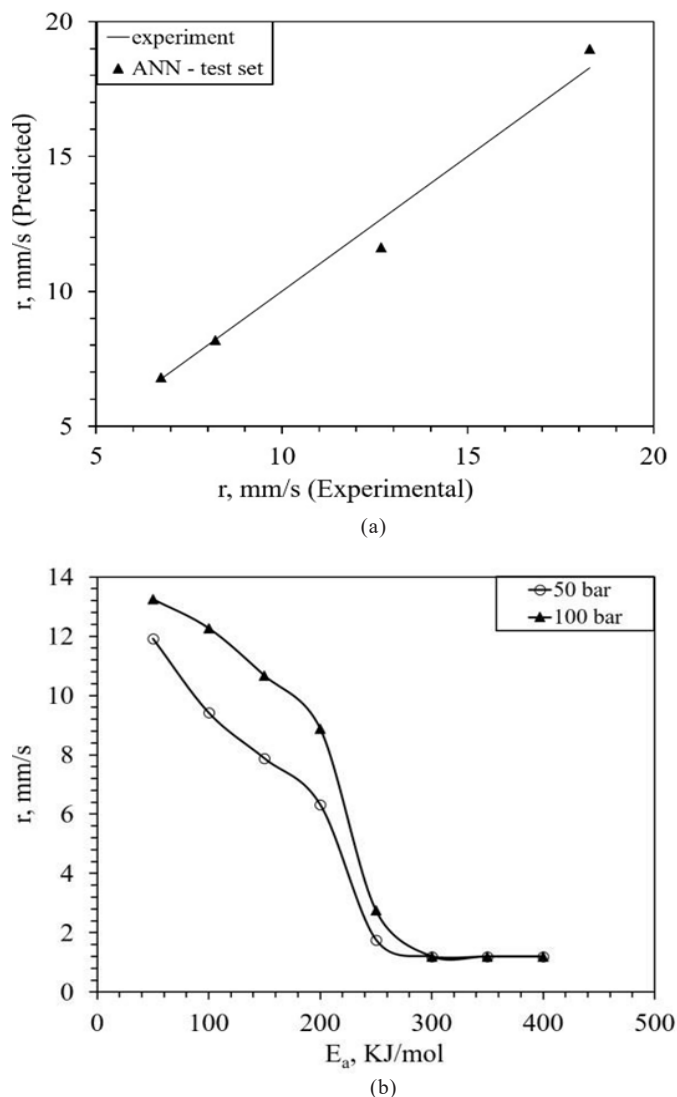 experiment
ANN - test set
20
15
10
5
r, mm/s (Predicted)
5 10 15 20
r, mm/s (Experimental)
(a)
50 bar
100 bar
14
12
10
8
6
4
2
0
r, mm/s
0 100 200 300 400 500
Eₐ, KJ/mol
(b)